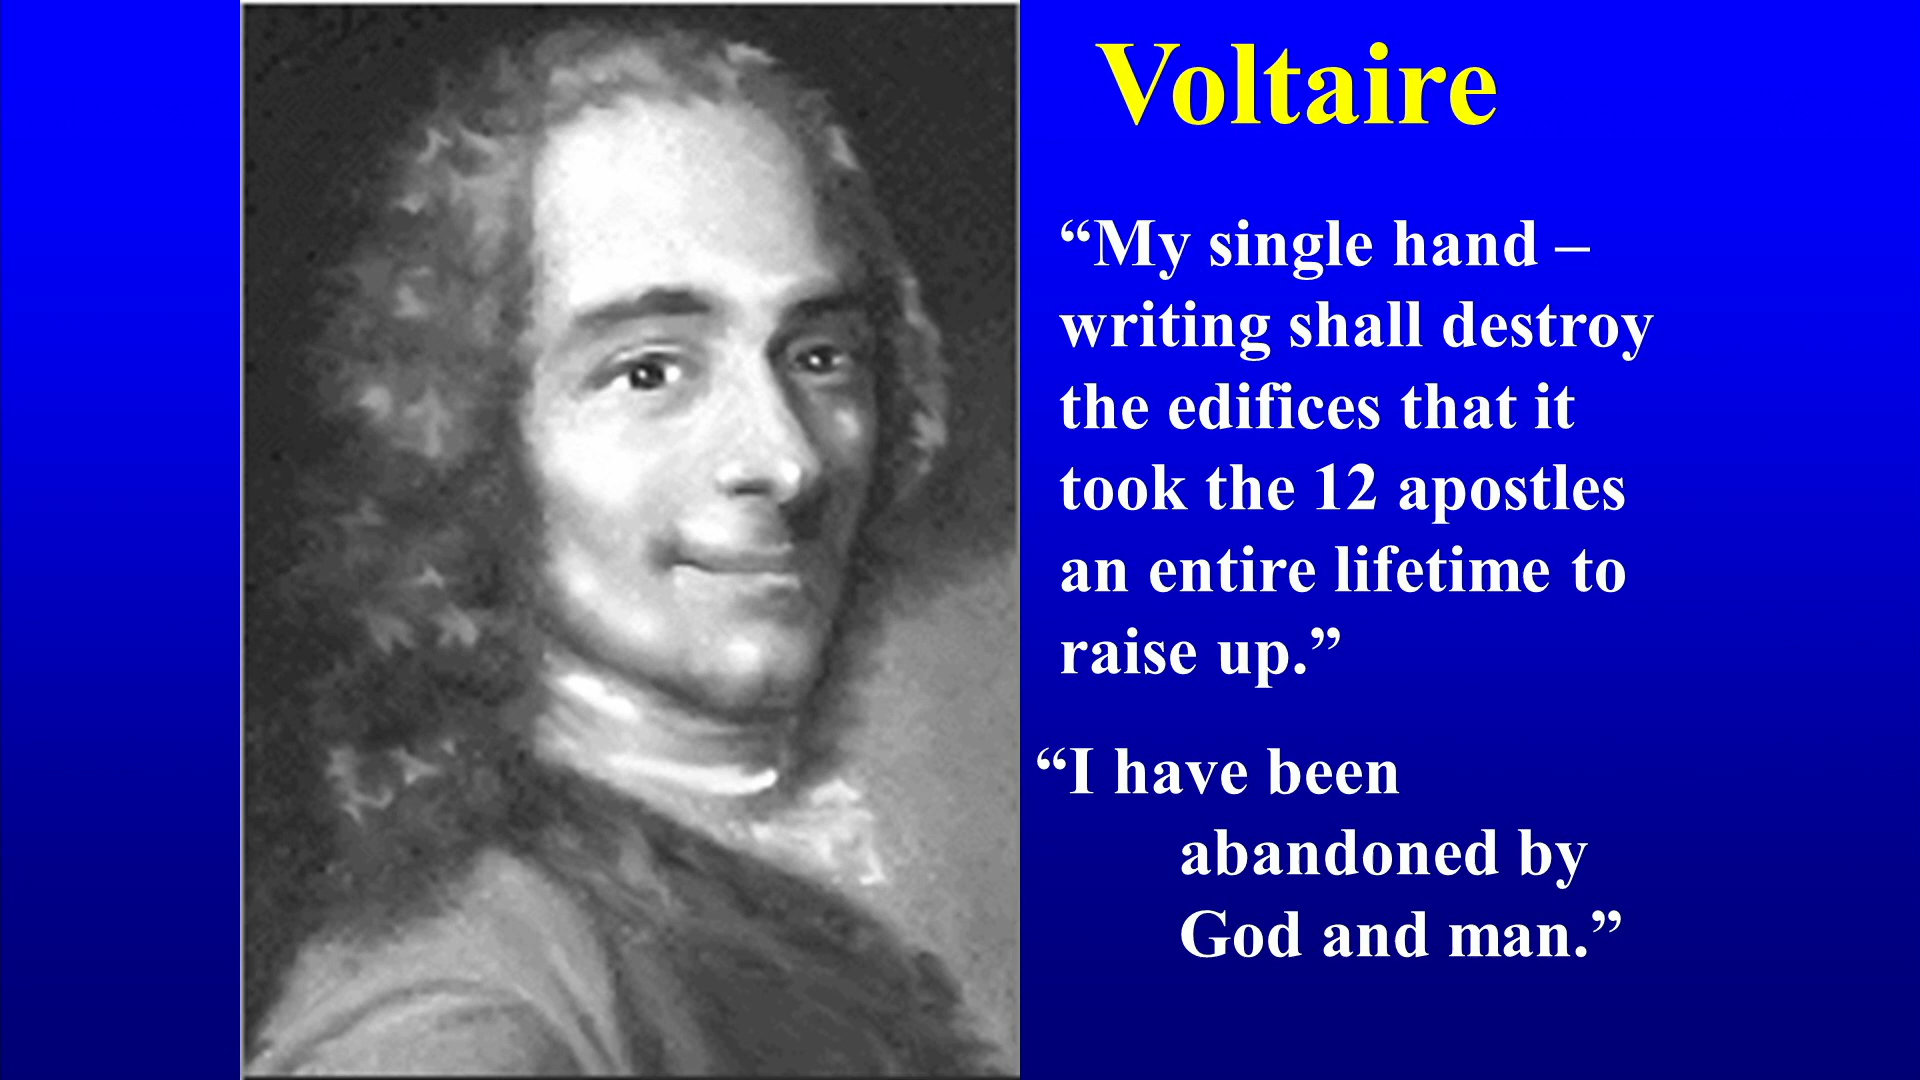 Voltaire
“My single hand –
writing shall destroy
the edifices that it
took the 12 apostles
an entire lifetime to
raise up.”
“I have been
abandoned by
God and man.”